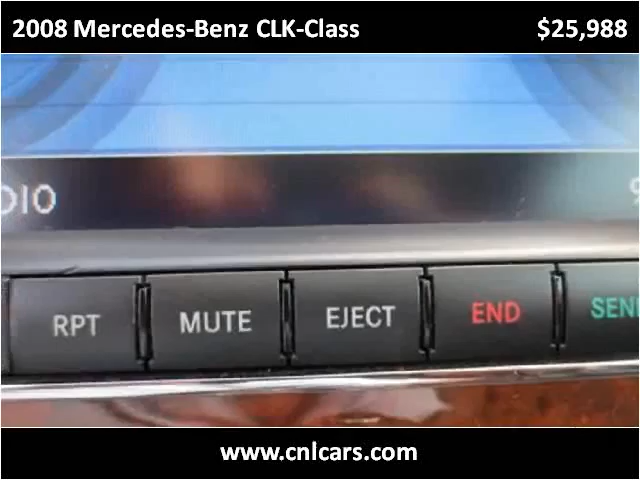 2008 Mercedes-Benz CLK-Class $25,988
DIO
RPT MUTE EJECT END SEND
www.cnlcars.com